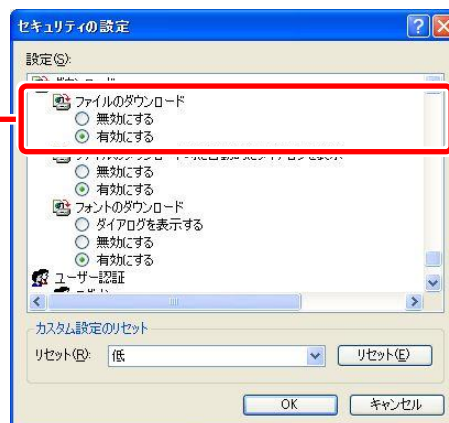 セキュリティの設定
設定(S):
ファイルのダウンロード
無効にする
有効にする
無効にする
有効にする
フォントのダウンロード
ダイアログを表示する
無効にする
有効にする
ユーザー認証
カスタム設定のリセット
リセット(R): 低 リセット(E)
OK キャンセル